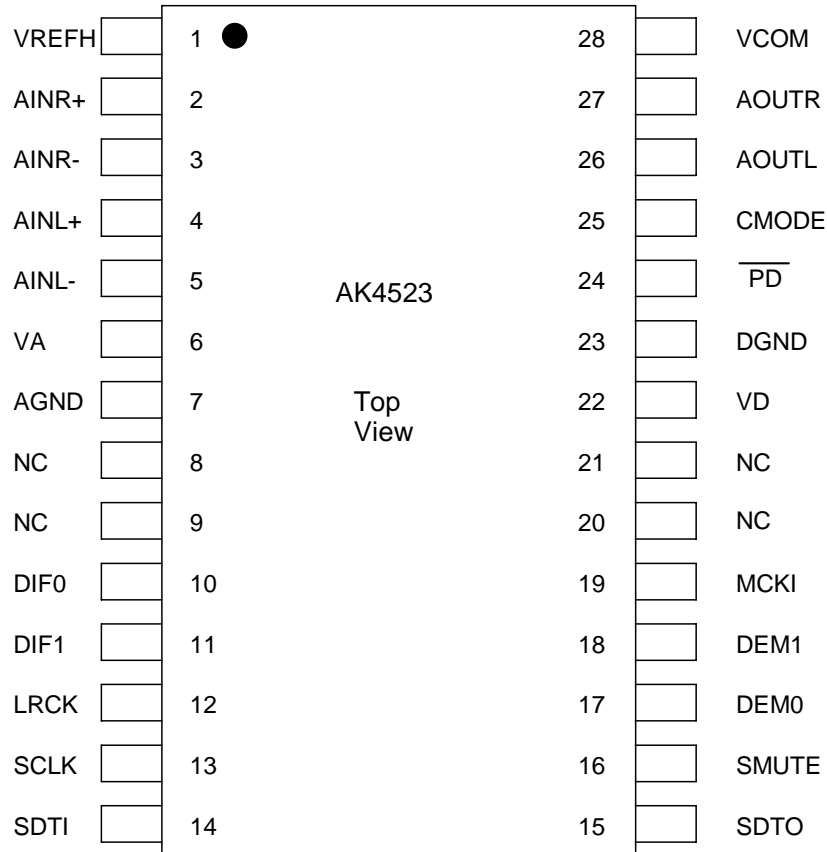 VREFH 1 28 VCOM
AINR+ 2 27 AOUTR
AINR- 3 26 AOUTL
AINL+ 4 25 CMODE
AINL- 5 24 PD
AK4523
VA 6 23 DGND
AGND 7 Top 22 VD
View
NC 8 21 NC
NC 9 20 NC
DIF0 10 19 MCKI
DIF1 11 18 DEM1
LRCK 12 17 DEM0
SCLK 13 16 SMUTE
SDTI 14 15 SDTO